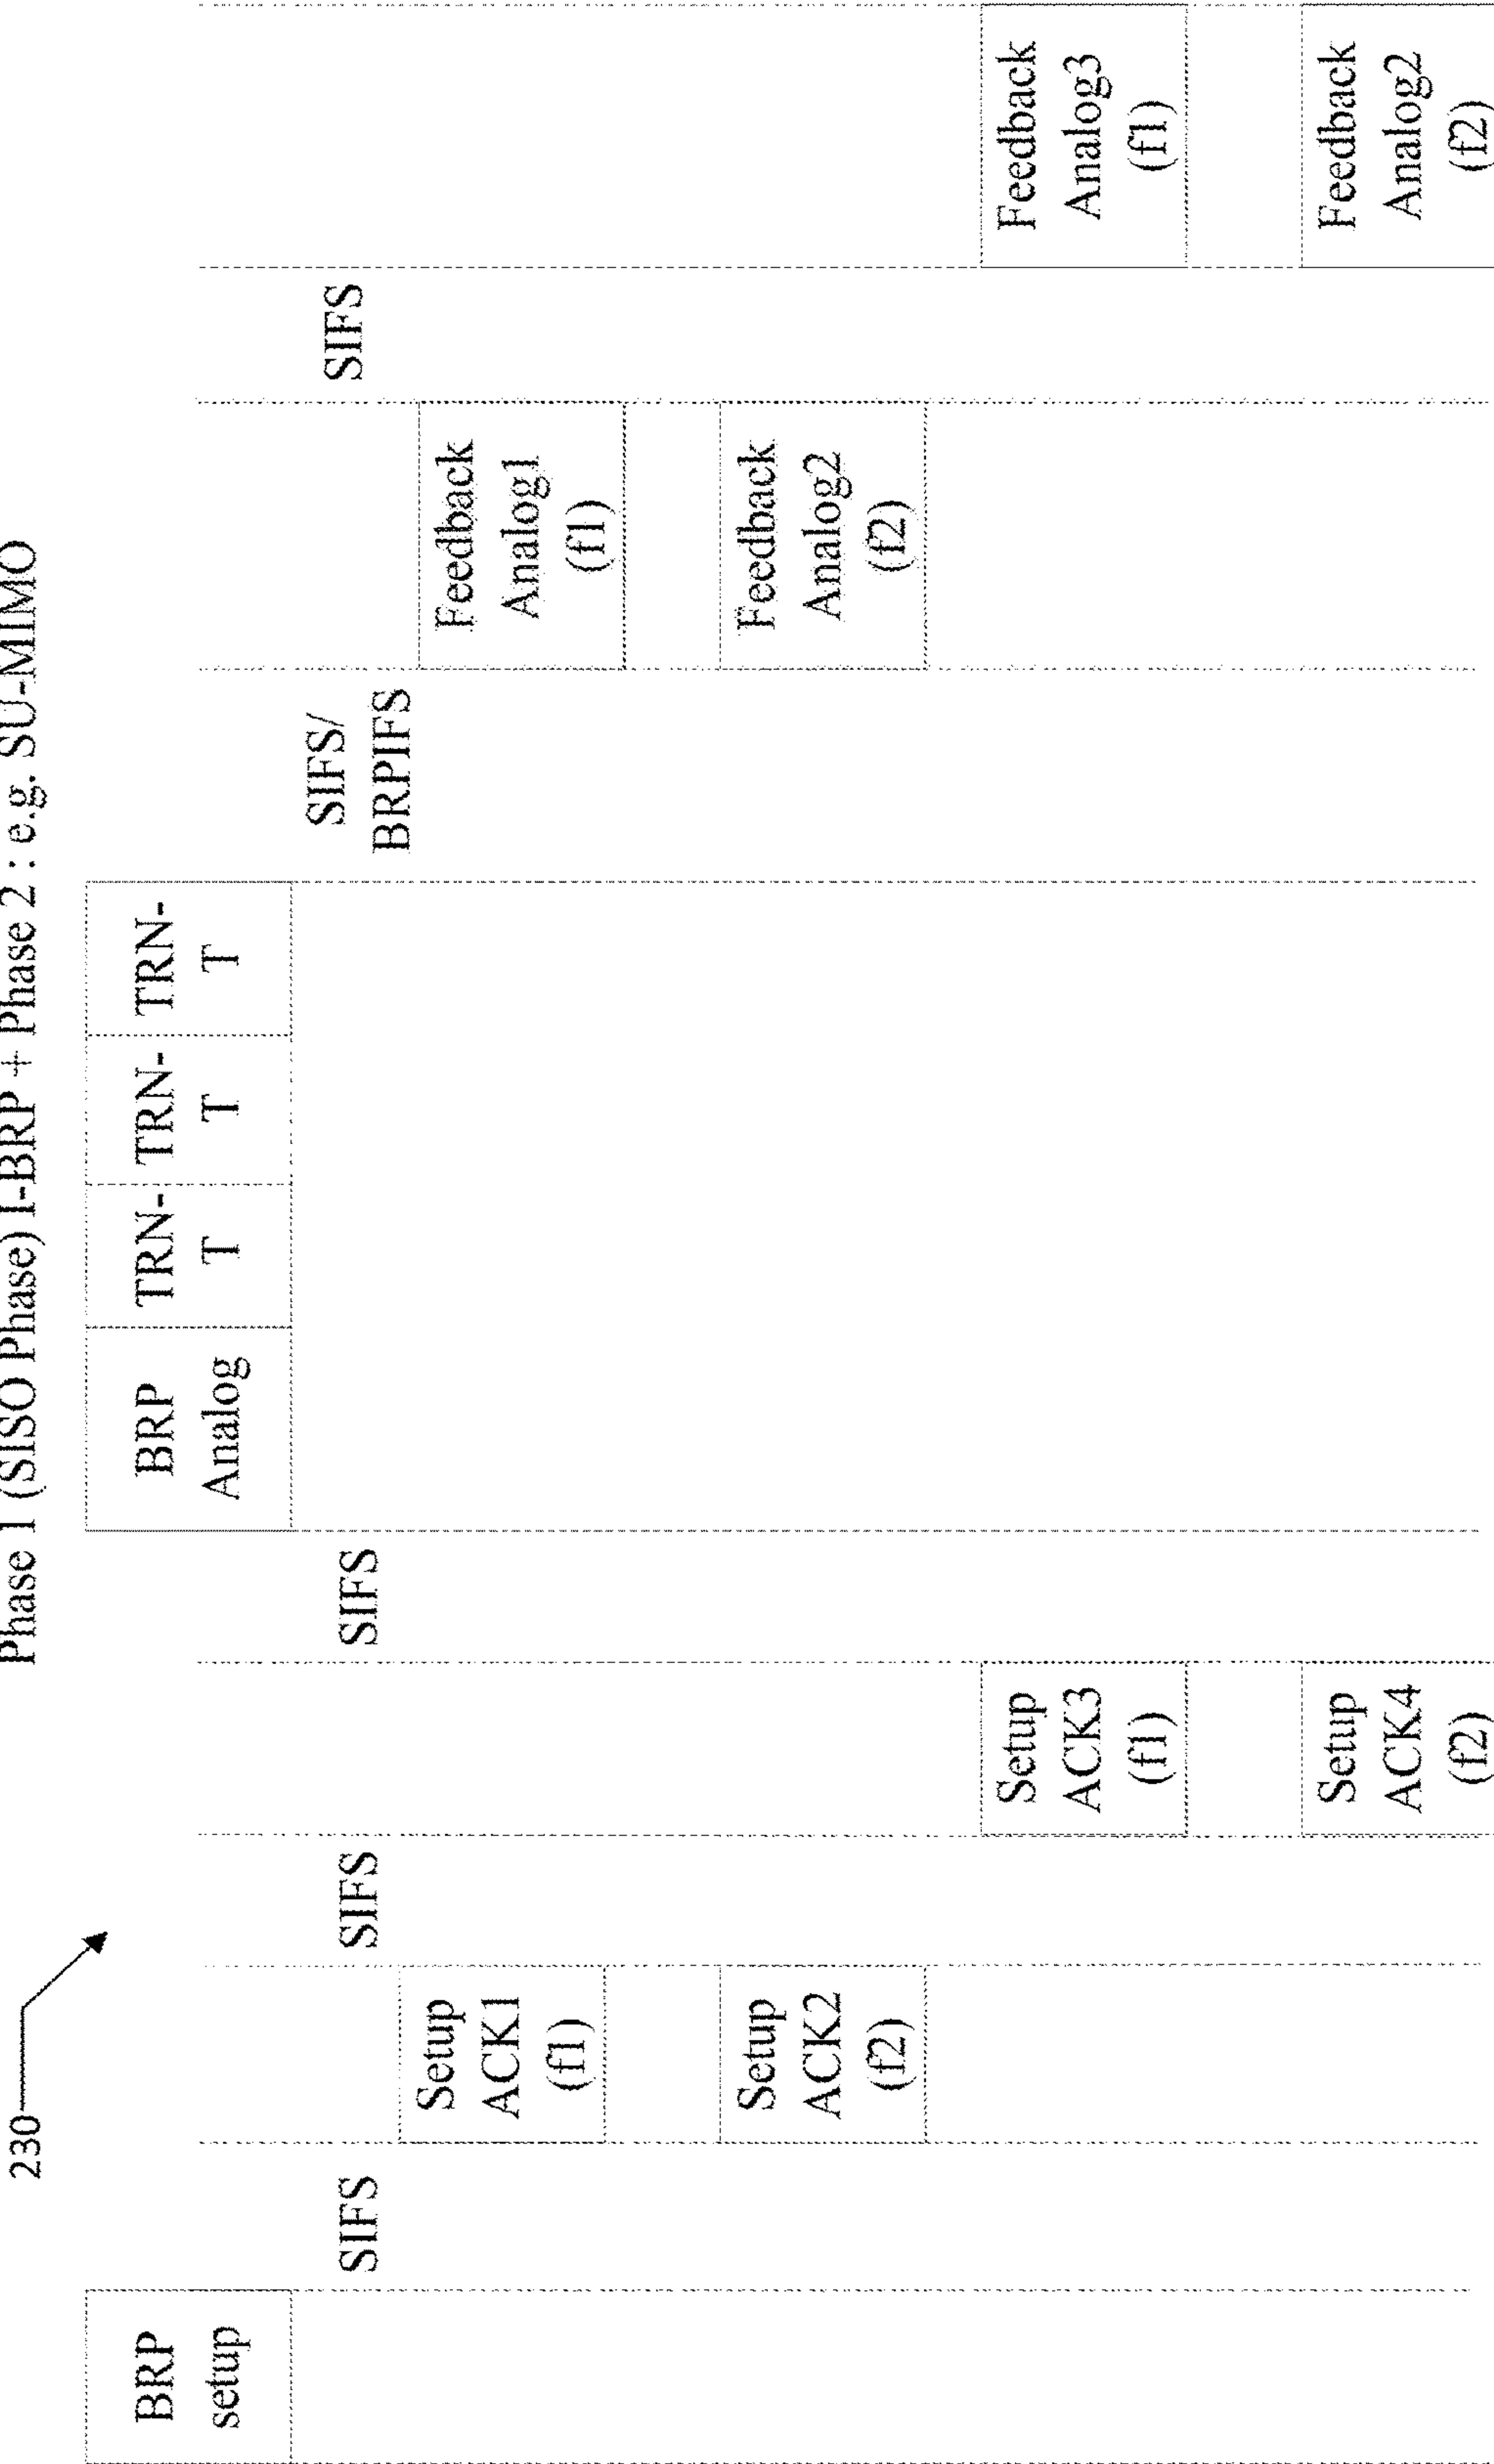 230
Phase 1 (SISO Phase) I-BRP + Phase 2 : e.g. SU-MIMO
BRP
setup
SIFS
Setup
ACK1
(f1)
Setup
ACK2
(f2)
SIFS
Setup
ACK3
(f1)
Setup
ACK4
(f2)
SIFS
BRP
Analog
TRN-
T
TRN-
T
TRN-
T
SIFS/
BRPIFS
Feedback
Analog1
(f1)
Feedback
Analog2
(f2)
SIFS
Feedback
Analog3
(f1)
Feedback
Analog2
(f2)